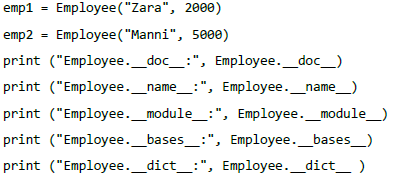 emp1 = Employee("Zara", 2000)
emp2 = Employee("Manni", 5000)
print ("Employee.__doc__:", Employee.__doc__)
print ("Employee.__name__:", Employee.__name__)
print ("Employee.__module__:", Employee.__module__)
print ("Employee.__bases__:", Employee.__bases__)
print ("Employee.__dict__:", Employee.__dict__ )